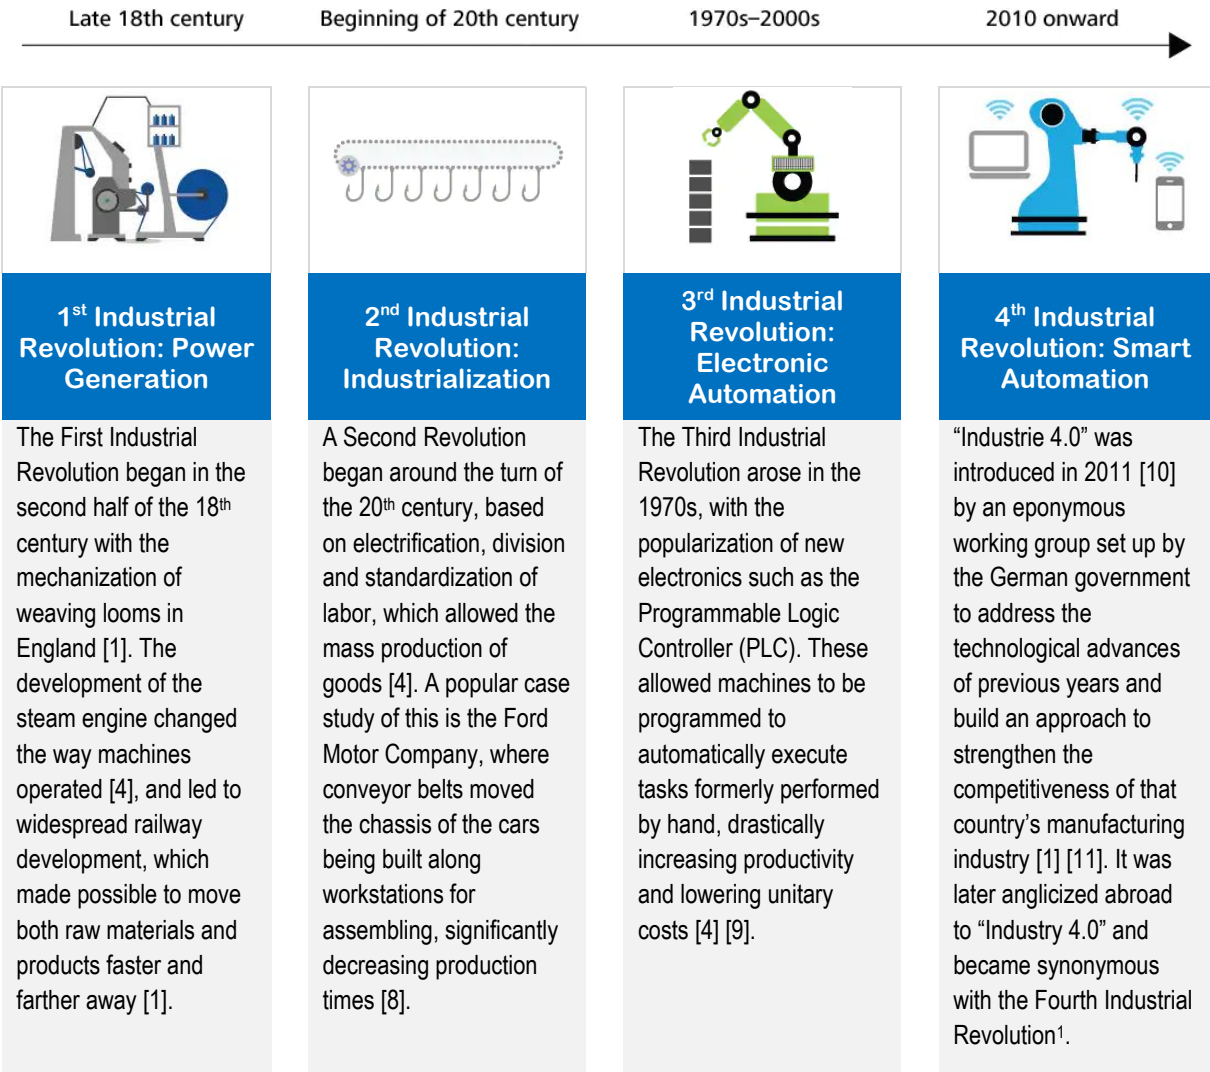 Late 18th century
Beginning of 20th century
1970s–2000s
2010 onward
1st Industrial
Revolution: Power
Generation
The First Industrial
Revolution began in the
second half of the 18th
century with the
mechanization of
weaving looms in
England [1]. The
development of the
steam engine changed
the way machines
operated [4], and led to
widespread railway
development, which
made possible to move
both raw materials and
products faster and
farther away [1].
2nd Industrial
Revolution:
Industrialization
A Second Revolution
began around the turn of
the 20th century, based
on electrification, division
and standardization of
labor, which allowed the
mass production of
goods [4]. A popular case
study of this is the Ford
Motor Company, where
conveyor belts moved
the chassis of the cars
being built along
workstations for
assembling, significantly
decreasing production
times [8].
3rd Industrial
Revolution:
Electronic
Automation
The Third Industrial
Revolution arose in the
1970s, with the
popularization of new
electronics such as the
Programmable Logic
Controller (PLC). These
allowed machines to be
programmed to
automatically execute
tasks formerly performed
by hand, drastically
increasing productivity
and lowering unitary
costs [4] [9].
4th Industrial
Revolution: Smart
Automation
“Industrie 4.0” was
introduced in 2011 [10]
by an eponymous
working group set up by
the German government
to address the
technological advances
of previous years and
build an approach to
strengthen the
competitiveness of that
country’s manufacturing
industry [1] [11]. It was
later anglicized abroad
to “Industry 4.0” and
became synonymous
with the Fourth Industrial
Revolution1.